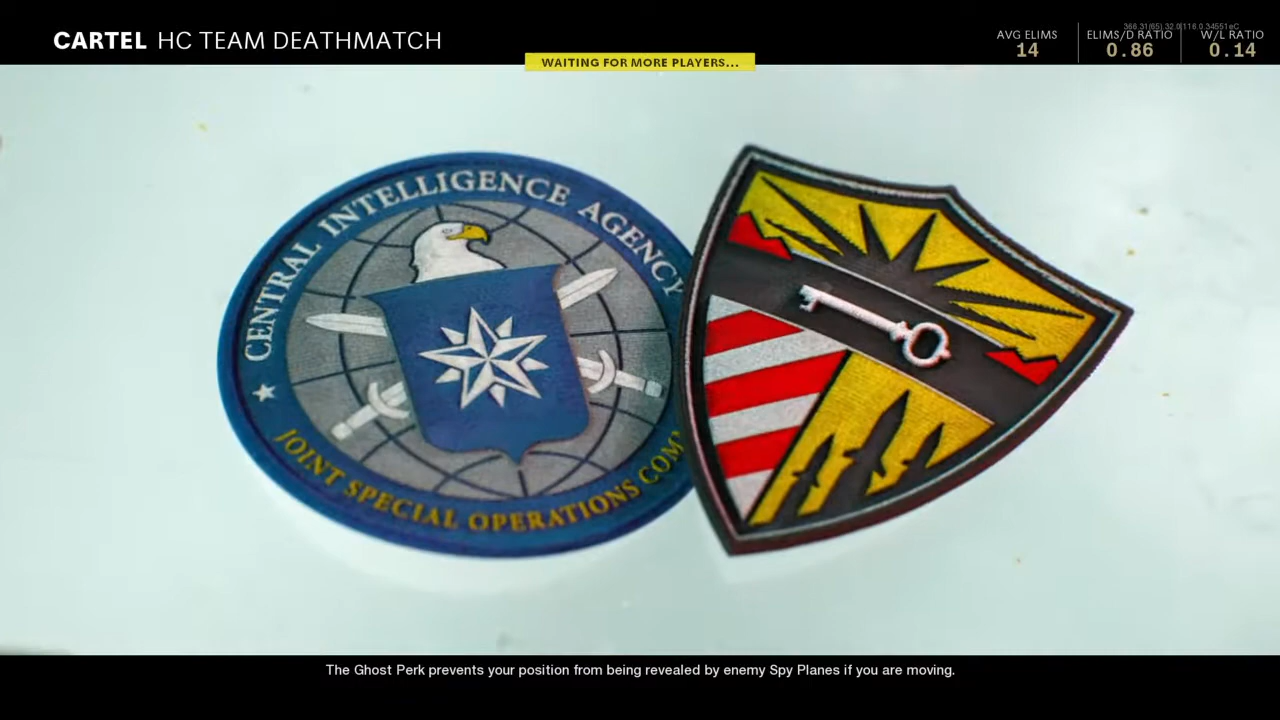 CARTEL HC TEAM DEATHMATCH
AVG ELIMS
14
ELIMS/D RATIO
0.86
W/L RATIO
0.14
WAITING FOR MORE PLAYERS...
CENTRAL INTELLIGENCE AGENCY
JOINT SPECIAL OPERATIONS COM
The Ghost Perk prevents your position from being revealed by enemy Spy Planes if you are moving.